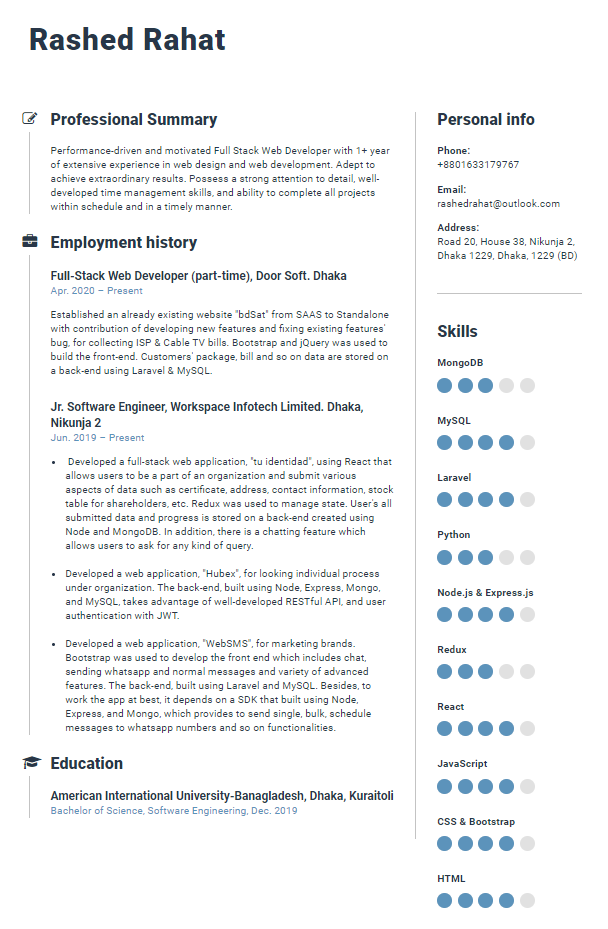 Rashed Rahat
Professional Summary
Performance-driven and motivated Full Stack Web Developer with 1+ year
of extensive experience in web design and web development. Adept to
achieve extraordinary results. Possess a strong attention to detail, well-
developed time management skills, and ability to complete all projects
within schedule and in a timely manner.
Employment history
Full-Stack Web Developer (part-time), Door Soft. Dhaka
Apr. 2020 – Present
Established an already existing website "bdSat" from SAAS to Standalone
with contribution of developing new features and fixing existing features'
bug, for collecting ISP & Cable TV bills. Bootstrap and jQuery was used to
build the front-end. Customers' package, bill and so on data are stored on
a back-end using Laravel & MySQL.
Jr. Software Engineer, Workspace Infotech Limited. Dhaka,
Nikunja 2
Jun. 2019 – Present
• Developed a full-stack web application, "tu identidad", using React that
allows users to be a part of an organization and submit various
aspects of data such as certificate, address, contact information, stock
table for shareholders, etc. Redux was used to manage state. User's all
submitted data and progress is stored on a back-end created using
Node and MongoDB. In addition, there is a chatting feature which
allows users to ask for any kind of query.
• Developed a web application, "Hubex", for looking individual process
under organization. The back-end, built using Node, Express, Mongo,
and MySQL, takes advantage of well-developed RESTful API, and user
authentication with JWT.
• Developed a web application, "WebSMS", for marketing brands.
Bootstrap was used to develop the front end which includes chat,
sending whatsapp and normal messages and variety of advanced
features. The back-end, built using Laravel and MySQL. Besides, to
work the app at best, it depends on a SDK that built using Node,
Express, and Mongo, which provides to send single, bulk, schedule
messages to whatsapp numbers and so on functionalities.
Education
American International University-Banagladesh, Dhaka, Kuraitoli
Bachelor of Science, Software Engineering, Dec. 2019
Personal info
Phone:
+8801633179767
Email:
rashedrahat@outlook.com
Address:
Road 20, House 38, Nikunja 2,
Dhaka 1229, Dhaka, 1229 (BD)
Skills
MongoDB
MySQL
Laravel
Python
Node.js & Express.js
Redux
React
JavaScript
CSS & Bootstrap
HTML